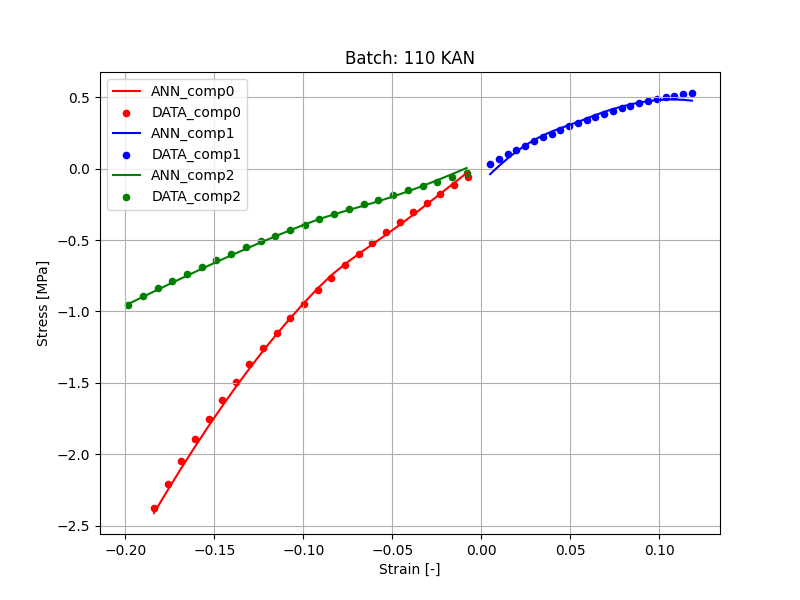 Batch: 110 KAN
ANN_comp0
DATA_comp0
ANN_comp1
DATA_comp1
ANN_comp2
DATA_comp2
0.5
0.0
−0.5
−1.0
−1.5
−2.0
−2.5
Stress [MPa]
−0.20
−0.15
−0.10
−0.05
0.00
0.05
0.10
Strain [-]